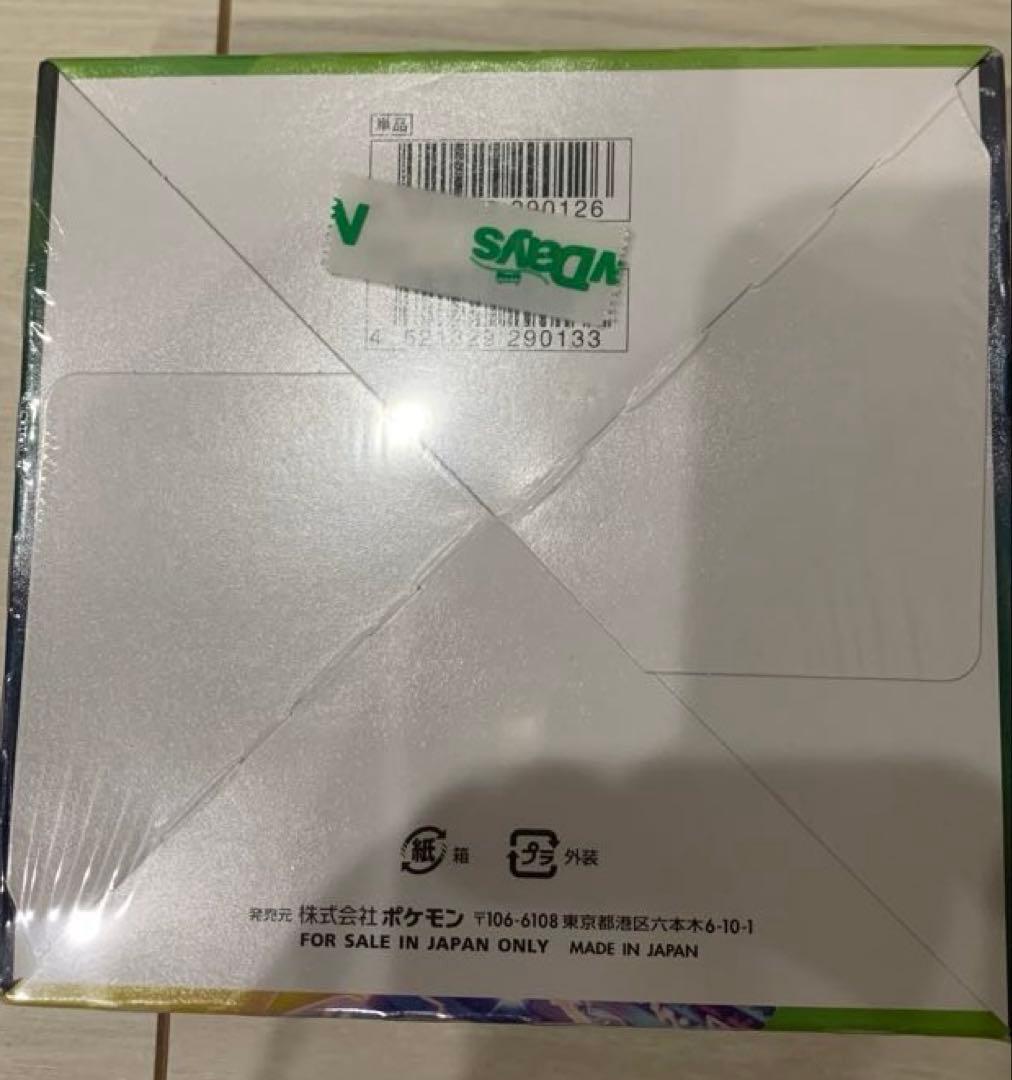 単品
290126
Days
4 521329 290133
紙 箱 プラ 外装
発売元 株式会社ポケモン 〒106-6108 東京都港区六本木6-10-1
FOR SALE IN JAPAN ONLY MADE IN JAPAN